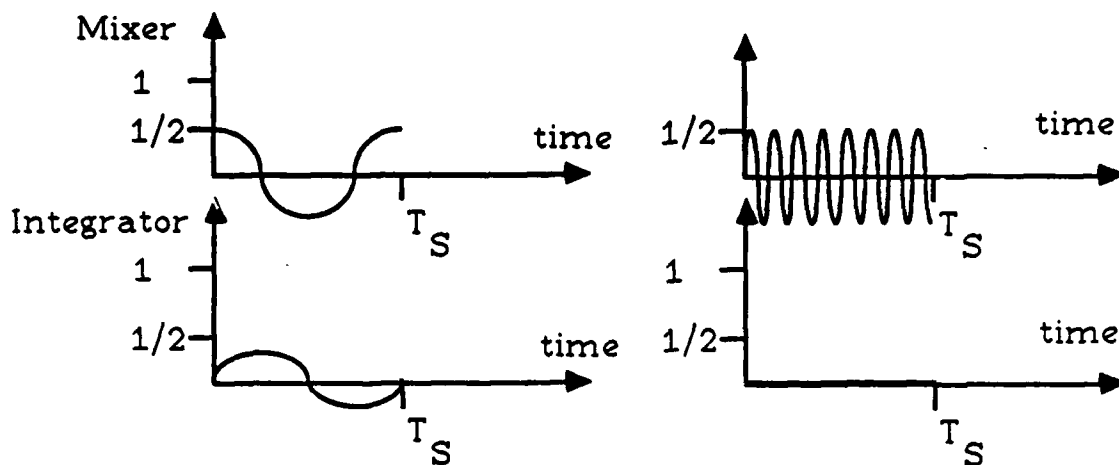 Mixer
1
1/2
time
T_S
1/2
time
T_S
Integrator
1
1/2
time
T_S
1
1/2
time
T_S